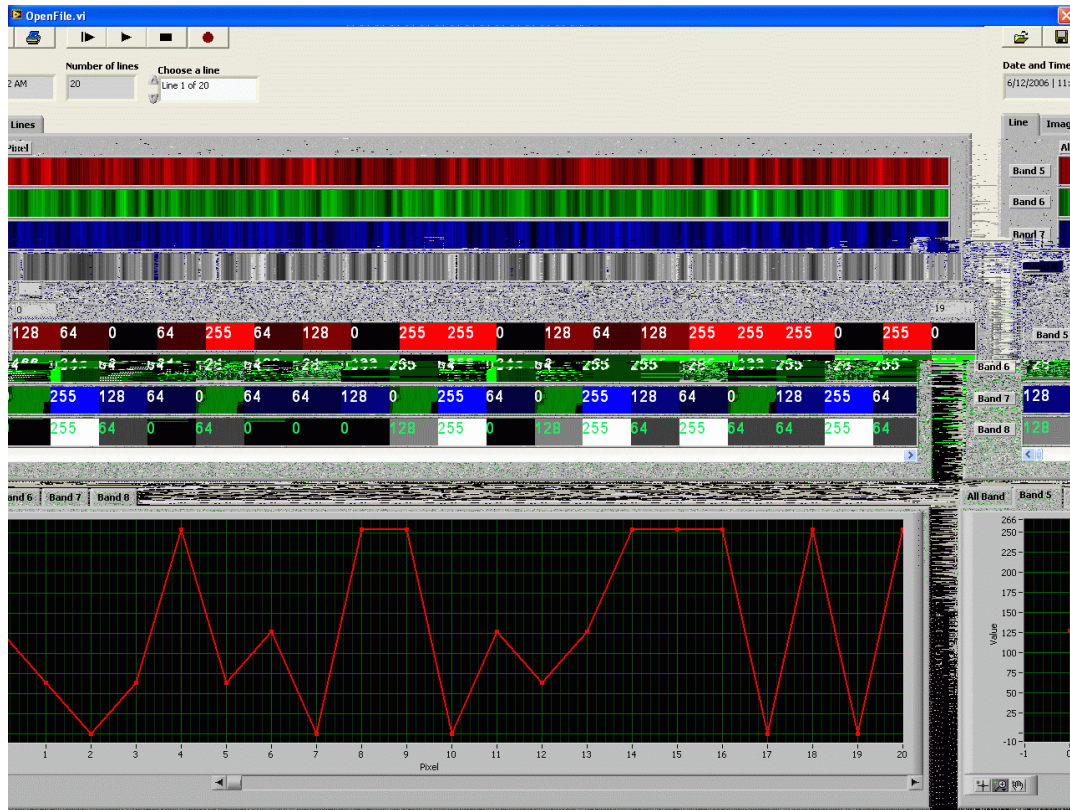 OpenFile.vi
Number of lines
Choose a line
Date and Time
2 AM
20
Line 1 of 20
6/12/2006 | 11:
Lines
Line
Imag
Pixel
Al
Band 5
Band 6
Band 7
0
19
128 64 0 64 255 64 128 0 255 255 0 128 64 128 255 255 255 0 255 0
Band 5
Band 6
255 128 64 0 64 64 128 0 255 64 0 255 128 64 0 128 255 64
Band 7
128
255 64 0 64 0 0 128 255 0 128 255 64 255 128 64 64 255 64
Band 8
128
and 6
Band 7
Band 8
All Band
Band 5
266
250
225
200
175
150
125
100
75
50
25
-10
Value
-1
0
1 2 3 4 5 6 7 8 9 10 11 12 13 14 15 16 17 18 19 20
Pixel